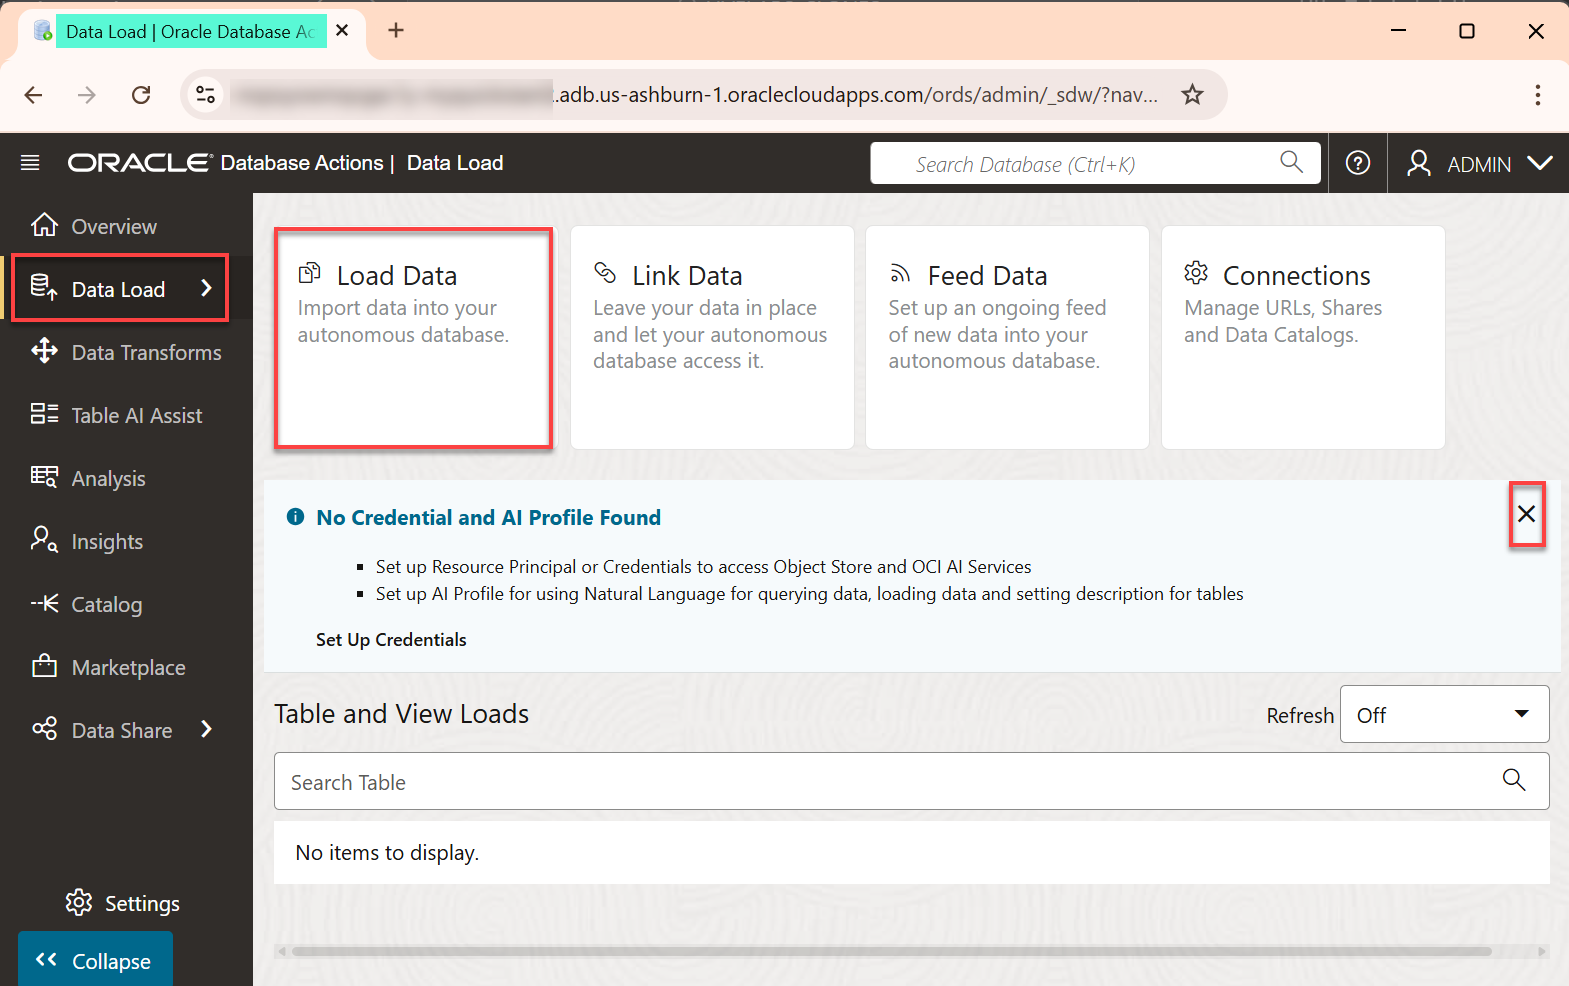 Data Load | Oracle Database Ac
.adb.us-ashburn-1.oraclecloudapps.com/ords/admin/_sdw/?nav...
ORACLE Database Actions | Data Load
Search Database (Ctrl+K)
ADMIN
Overview
Data Load
Data Transforms
Table AI Assist
Analysis
Insights
Catalog
Marketplace
Data Share
Settings
Collapse
Load Data
Import data into your
autonomous database.
Link Data
Leave your data in place
and let your autonomous
database access it.
Feed Data
Set up an ongoing feed
of new data into your
autonomous database.
Connections
Manage URLs, Shares
and Data Catalogs.
No Credential and AI Profile Found
Set up Resource Principal or Credentials to access Object Store and OCI AI Services
Set up AI Profile for using Natural Language for querying data, loading data and setting description for tables
Set Up Credentials
Table and View Loads
Refresh
Off
Search Table
No items to display.